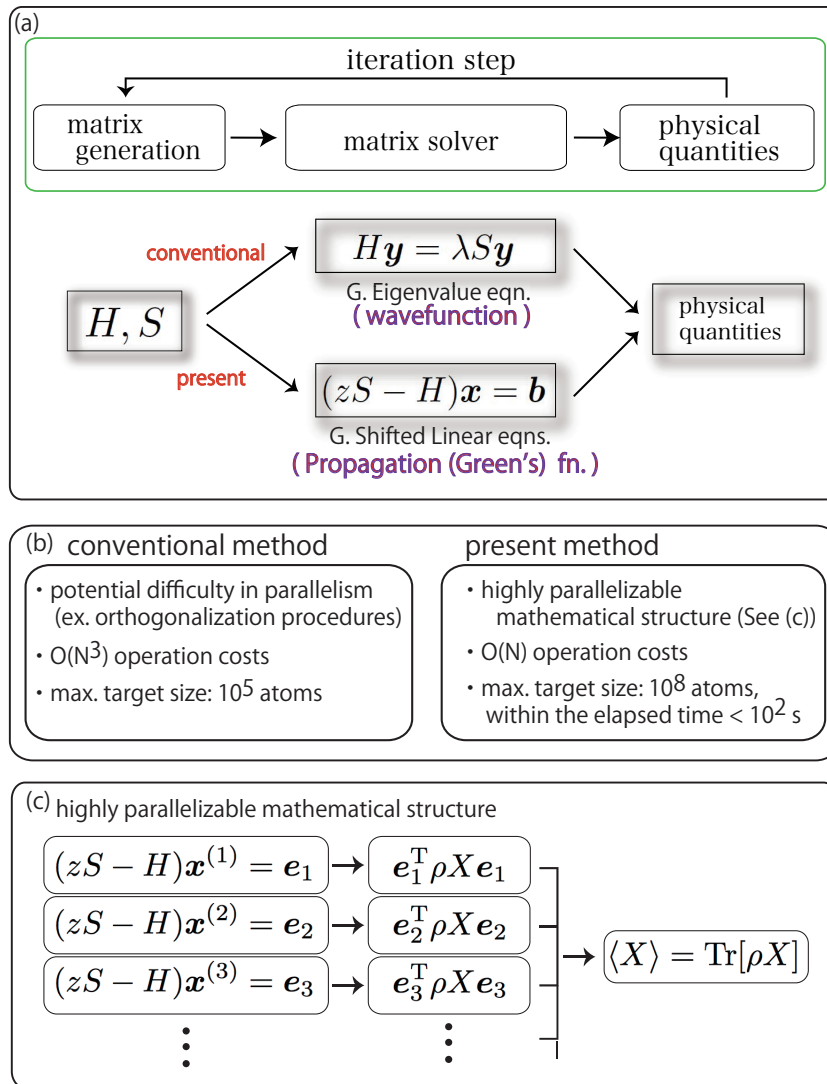 (a)
iteration step
matrix
generation
matrix solver
physical
quantities
conventional
H𝒚 = λS𝒚
G. Eigenvalue eqn.
( wavefunction )
H, S
physical
quantities
present
(zS − H)𝒙 = 𝒃
G. Shifted Linear eqns.
( Propagation (Green's) fn. )
(b) conventional method
・potential difficulty in parallelism
(ex. orthogonalization procedures)
・O(N³) operation costs
・max. target size: 10⁵ atoms
present method
・highly parallelizable
mathematical structure (See (c))
・O(N) operation costs
・max. target size: 10⁸ atoms,
within the elapsed time < 10² s
(c) highly parallelizable mathematical structure
(zS − H)𝒙⁽¹⁾ = 𝒆₁ 𝒆₁ᵀρX𝒆₁
(zS − H)𝒙⁽²⁾ = 𝒆₂ 𝒆₂ᵀρX𝒆₂
(zS − H)𝒙⁽³⁾ = 𝒆₃ 𝒆₃ᵀρX𝒆₃
⟨X⟩ = Tr[ρX]
⋮ ⋮